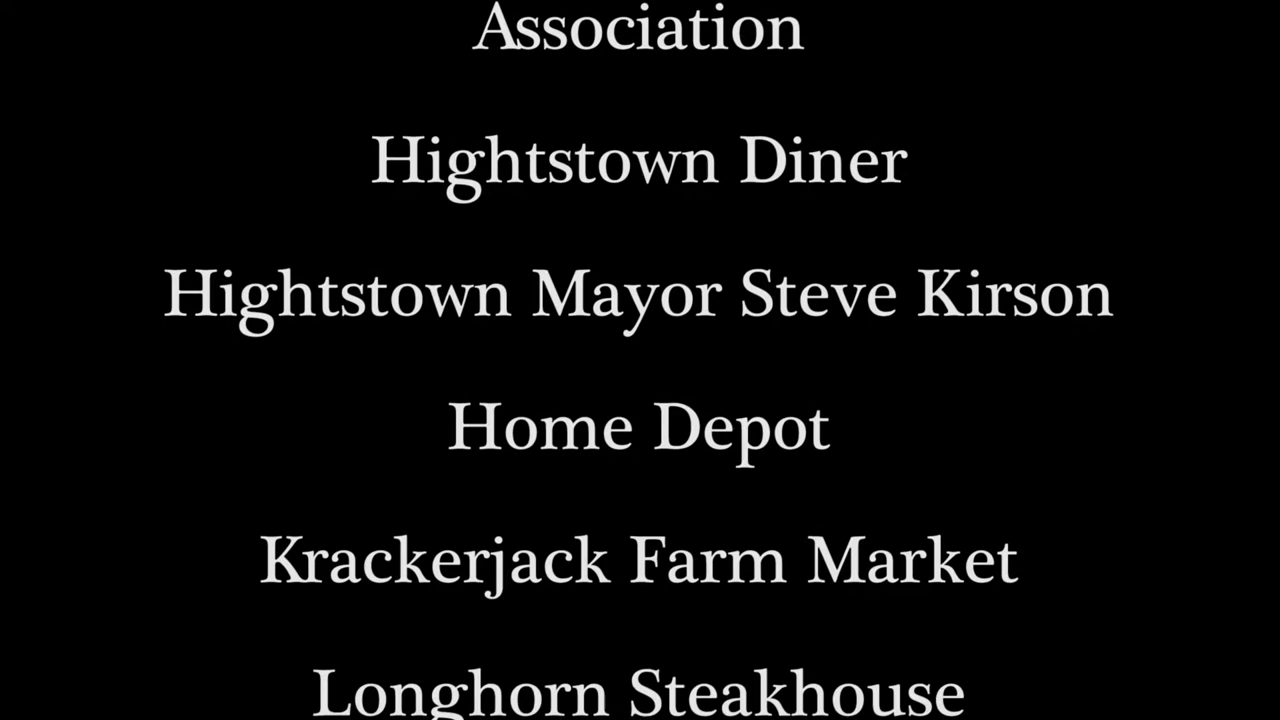 Association
Hightstown Diner
Hightstown Mayor Steve Kirson
Home Depot
Krackerjack Farm Market
Longhorn Steakhouse